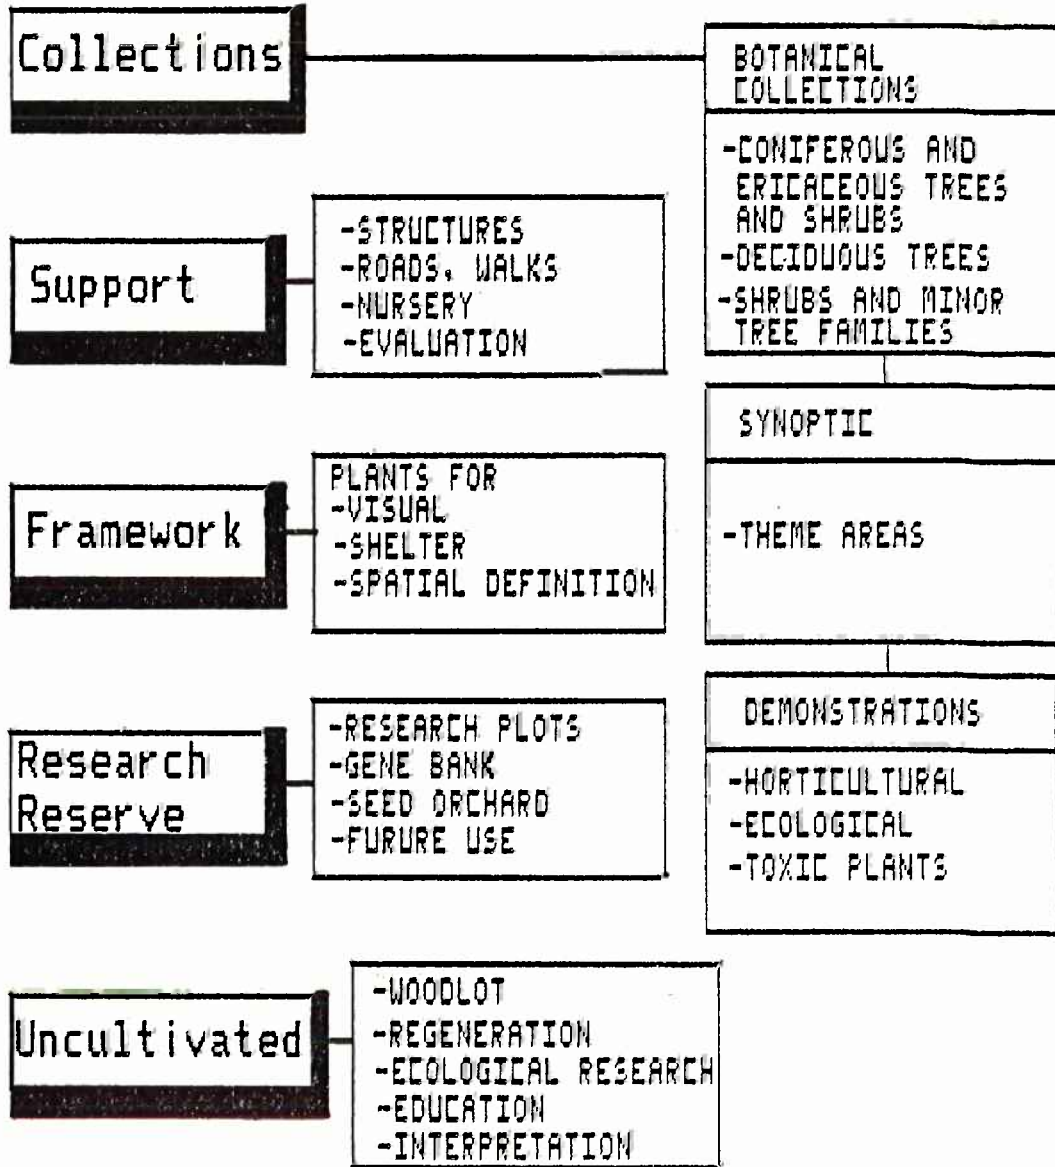 Collections
BOTANICAL
COLLECTIONS
-CONIFEROUS AND
ERICACEOUS TREES
AND SHRUBS
-DECIDUOUS TREES
-SHRUBS AND MINOR
TREE FAMILIES
SYNOPTIC
-THEME AREAS
DEMONSTRATIONS
-HORTICULTURAL
-ECOLOGICAL
-TOXIC PLANTS
Support
-STRUCTURES
-ROADS, WALKS
-NURSERY
-EVALUATION
Framework
PLANTS FOR
-VISUAL
-SHELTER
-SPATIAL DEFINITION
Research
Reserve
-RESEARCH PLOTS
-GENE BANK
-SEED ORCHARD
-FURURE USE
Uncultivated
-WOODLOT
-REGENERATION
-ECOLOGICAL RESEARCH
-EDUCATION
-INTERPRETATION